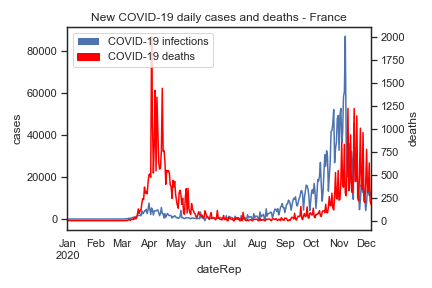 New COVID-19 daily cases and deaths - France
COVID-19 infections
COVID-19 deaths
cases
80000
60000
40000
20000
0
deaths
2000
1750
1500
1250
1000
750
500
250
0
Jan Feb Mar Apr May Jun Jul Aug Sep Oct Nov Dec
2020
dateRep